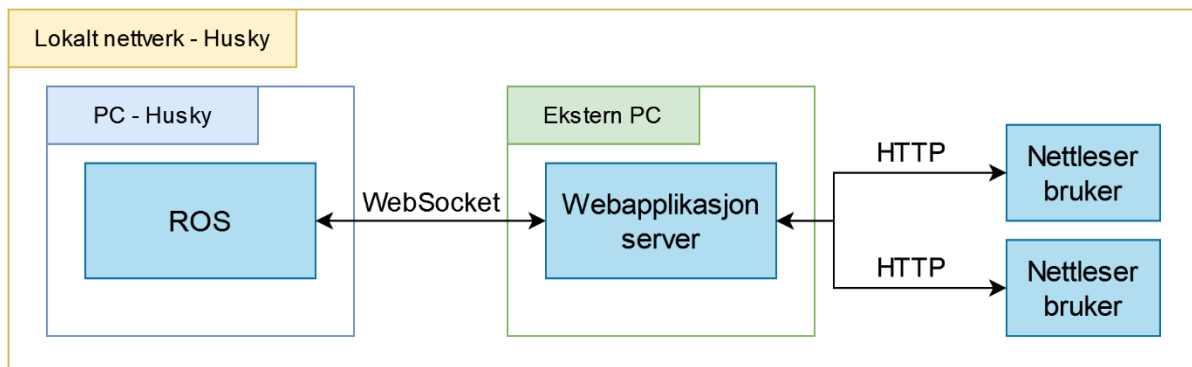 Lokalt nettverk - Husky
PC - Husky
Ekstern PC
ROS
WebSocket
Webapplikasjon
server
HTTP
Nettleser
bruker
HTTP
Nettleser
bruker